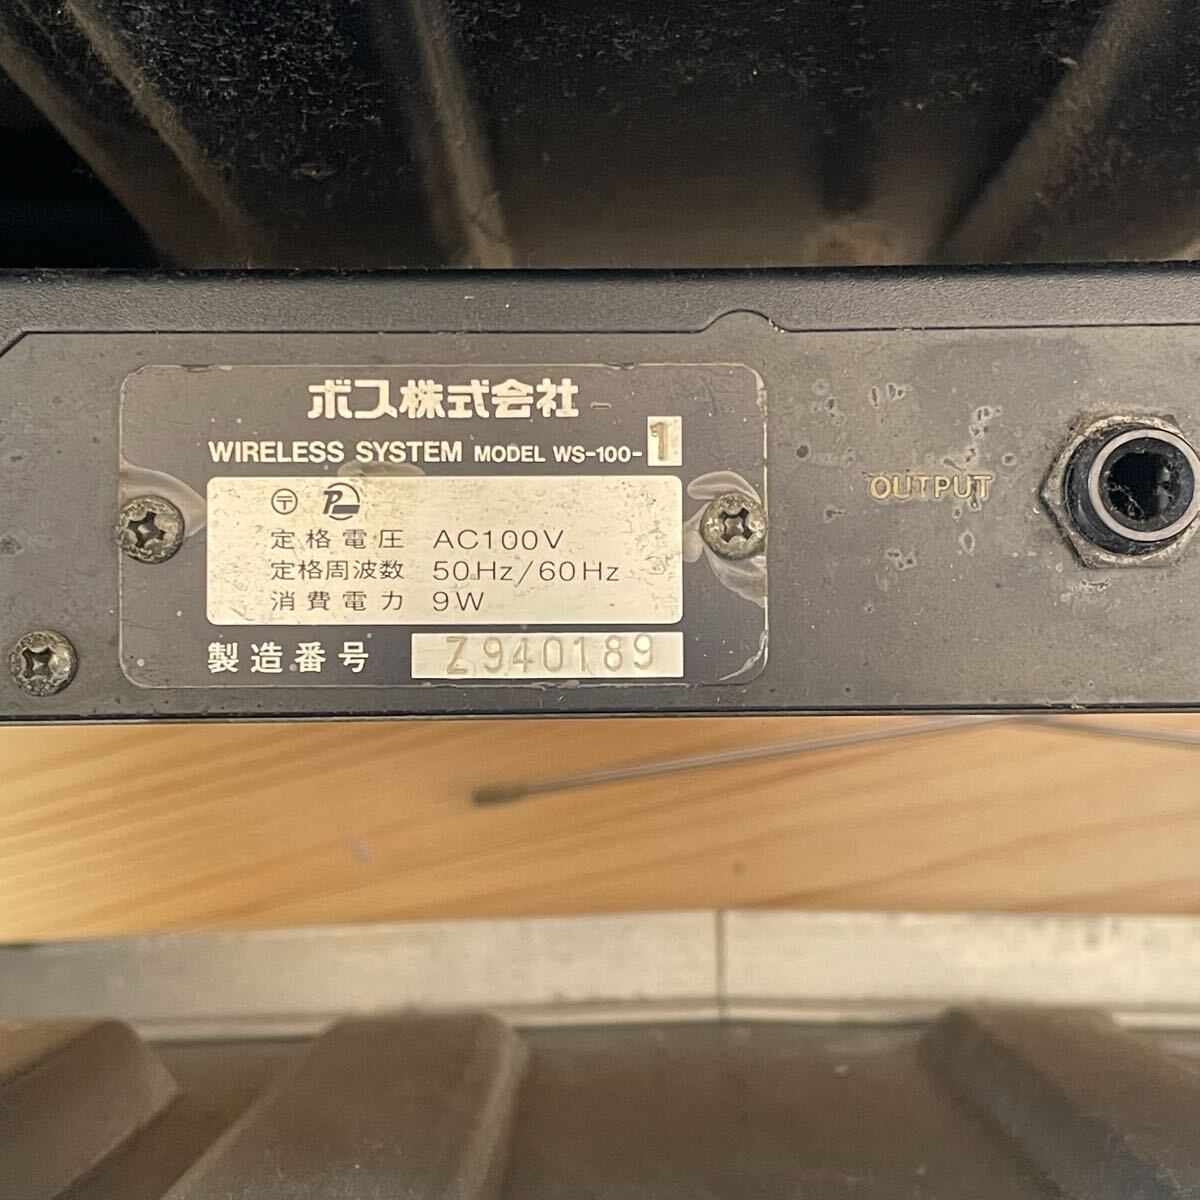 ボス株式会社
WIRELESS SYSTEM MODEL WS-100-1
〒
定格電圧 AC100V
定格周波数 50Hz/60Hz
消費電力 9W
製造番号 Z940189
OUTPUT